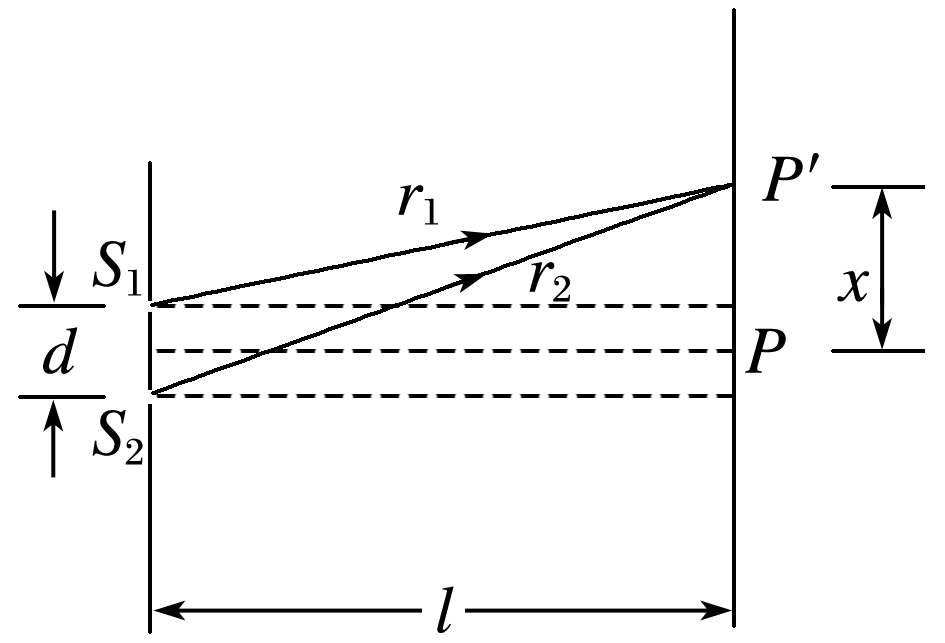 P′
r₁
S₁
r₂
x
d
P
S₂
l